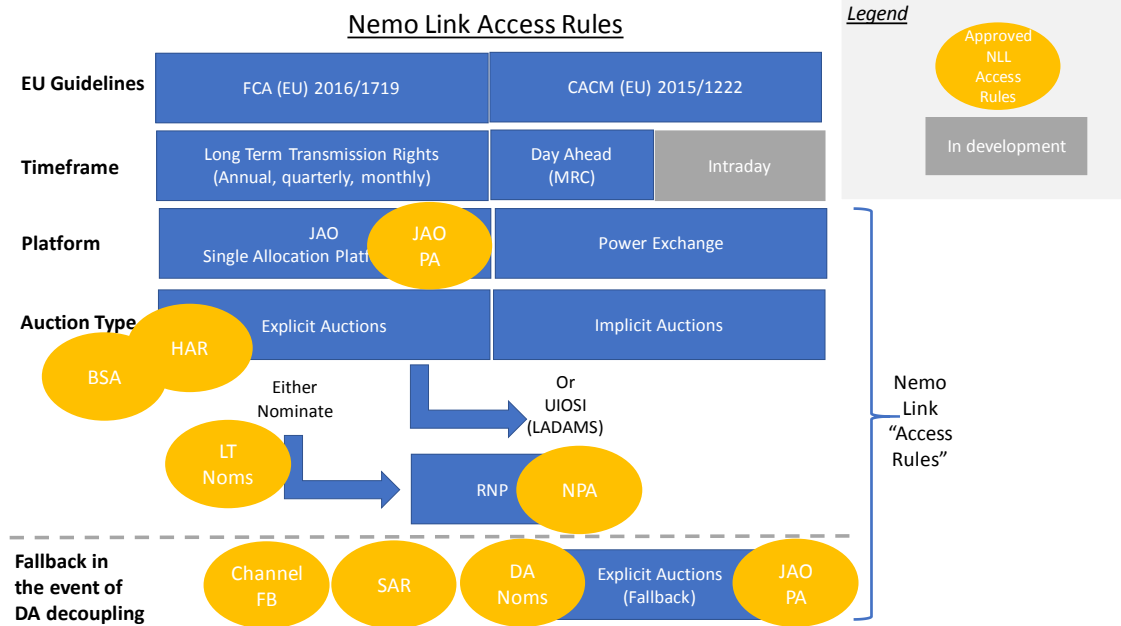 Nemo Link Access Rules
Legend
Approved
NLL
Access
Rules
In development
EU Guidelines
FCA (EU) 2016/1719
CACM (EU) 2015/1222
Timeframe
Long Term Transmission Rights
(Annual, quarterly, monthly)
Day Ahead
(MRC)
Intraday
Platform
JAO
Single Allocation Platf
JAO
PA
Power Exchange
Auction Type
Explicit Auctions
Implicit Auctions
HAR
BSA
Either
Nominate
Or
UIOSI
(LADAMS)
LT
Noms
RNP
NPA
Nemo
Link
“Access
Rules”
Fallback in
the event of
DA decoupling
Channel
FB
SAR
DA
Noms
Explicit Auctions
(Fallback)
JAO
PA